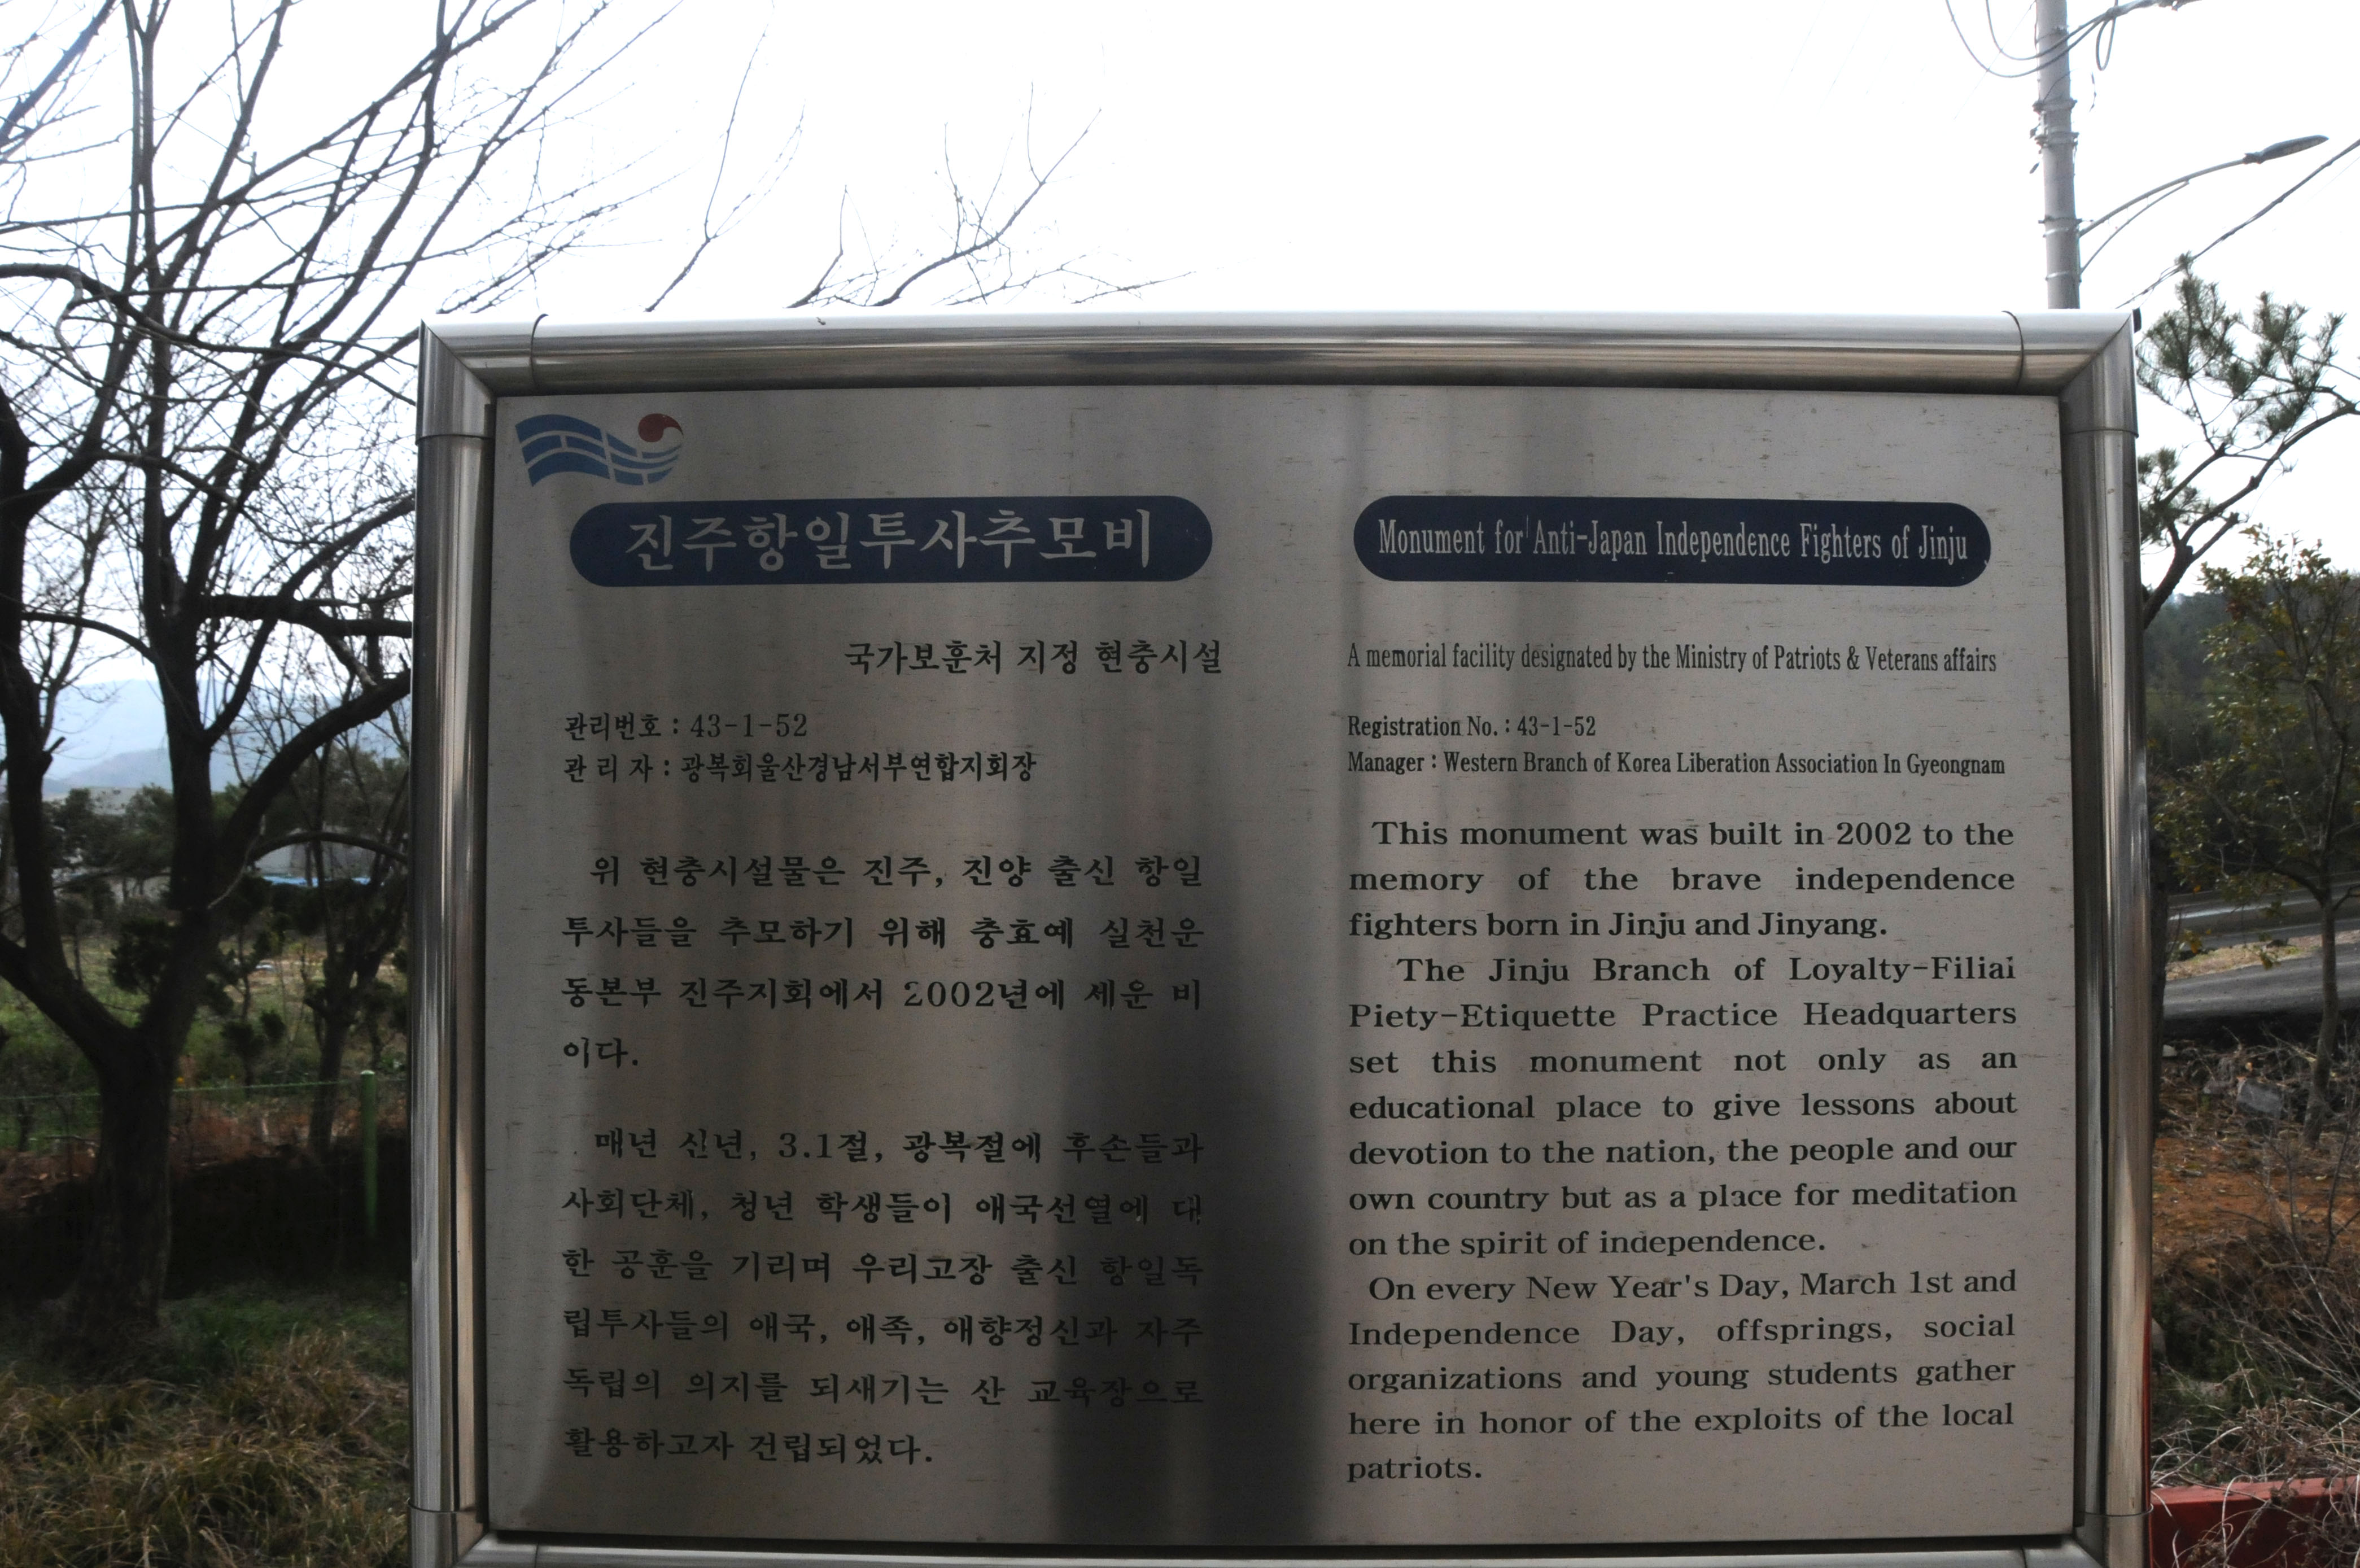 진주항일투사추모비
국가보훈처 지정 현충시설
관리번호 : 43-1-52
관 리 자 : 광복회울산경남서부연합지회장
위 현충시설물은 진주, 진양 출신 항일
투사들을 추모하기 위해 충효예 실천운
동본부 진주지회에서 2002년에 세운 비
이다.
매년 신년, 3.1절, 광복절에 후손들과
사회단체, 청년 학생들이 애국선열에 대
한 공훈을 기리며 우리고장 출신 항일독
립투사들의 애국, 애족, 애향정신과 자주
독립의 의지를 되새기는 산 교육장으로
활용하고자 건립되었다.
Monument for Anti-Japan Independence Fighters of Jinju
A memorial facility designated by the Ministry of Patriots & Veterans affairs
Registration No. : 43-1-52
Manager : Western Branch of Korea Liberation Association In Gyeongnam
This monument was built in 2002 to the
memory of the brave independence
fighters born in Jinju and Jinyang.
The Jinju Branch of Loyalty-Filial
Piety-Etiquette Practice Headquarters
set this monument not only as an
educational place to give lessons about
devotion to the nation, the people and our
own country but as a place for meditation
on the spirit of independence.
On every New Year's Day, March 1st and
Independence Day, offsprings, social
organizations and young students gather
here in honor of the exploits of the local
patriots.